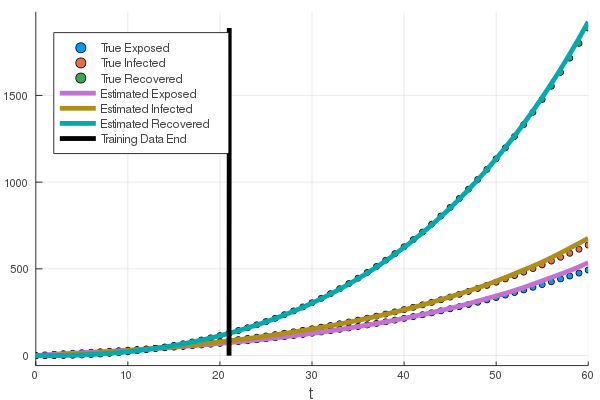 True Exposed
True Infected
True Recovered
Estimated Exposed
Estimated Infected
Estimated Recovered
Training Data End
1500
1000
500
0
0 10 20 30 40 50 60
t